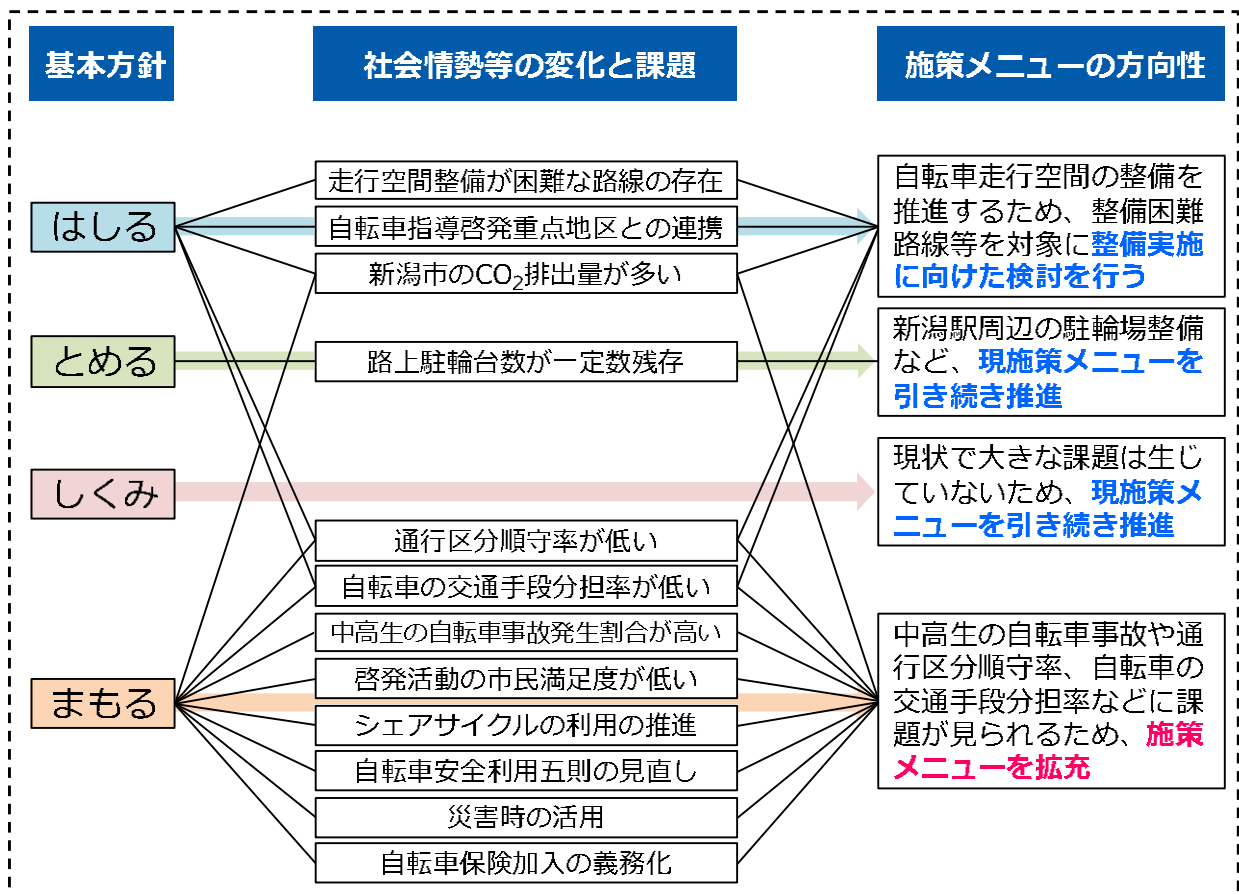 基本方針
社会情勢等の変化と課題
施策メニューの方向性
はしる
走行空間整備が困難な路線の存在
自転車指導啓発重点地区との連携
新潟市のCO₂排出量が多い
自転車走行空間の整備を
推進するため、整備困難
路線等を対象に整備実施
に向けた検討を行う
とめる
路上駐輪台数が一定数残存
新潟駅周辺の駐輪場整備
など、現施策メニューを
引き続き推進
しくみ
現状で大きな課題は生じ
ていないため、現施策メ
ニューを引き続き推進
まもる
通行区分順守率が低い
自転車の交通手段分担率が低い
中高生の自転車事故発生割合が高い
啓発活動の市民満足度が低い
シェアサイクルの利用の推進
自転車安全利用五則の見直し
災害時の活用
自転車保険加入の義務化
中高生の自転車事故や通
行区分順守率、自転車の
交通手段分担率などに課
題が見られるため、施策
メニューを拡充